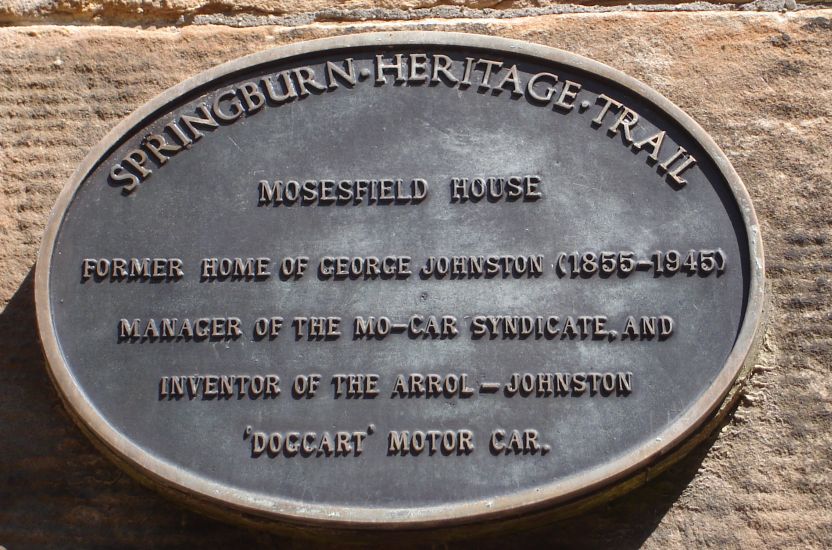 SPRINGBURN·HERITAGE·TRAIL
MOSESFIELD HOUSE
FORMER HOME OF GEORGE JOHNSTON (1855-1945)
MANAGER OF THE MO-CAR SYNDICATE, AND
INVENTOR OF THE ARROL-JOHNSTON
'DOGCART' MOTOR CAR.